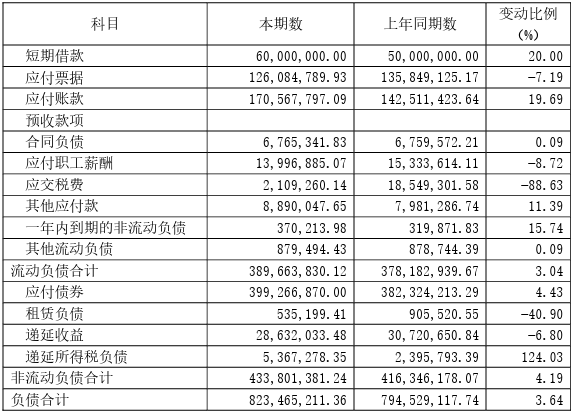 科目 本期数 上年同期数 变动比例(%)
短期借款 60,000,000.00 50,000,000.00 20.00
应付票据 126,084,789.93 135,849,125.17 -7.19
应付账款 170,567,797.09 142,511,423.64 19.69
预收款项
合同负债 6,765,341.83 6,759,572.21 0.09
应付职工薪酬 13,996,885.07 15,333,614.11 -8.72
应交税费 2,109,260.14 18,549,301.58 -88.63
其他应付款 8,890,047.65 7,981,286.74 11.39
一年内到期的非流动负债 370,213.98 319,871.83 15.74
其他流动负债 879,494.43 878,744.39 0.09
流动负债合计 389,663,830.12 378,182,939.67 3.04
应付债券 399,266,870.00 382,324,213.29 4.43
租赁负债 535,199.41 905,520.55 -40.90
递延收益 28,632,033.48 30,720,650.84 -6.80
递延所得税负债 5,367,278.35 2,395,793.39 124.03
非流动负债合计 433,801,381.24 416,346,178.07 4.19
负债合计 823,465,211.36 794,529,117.74 3.64